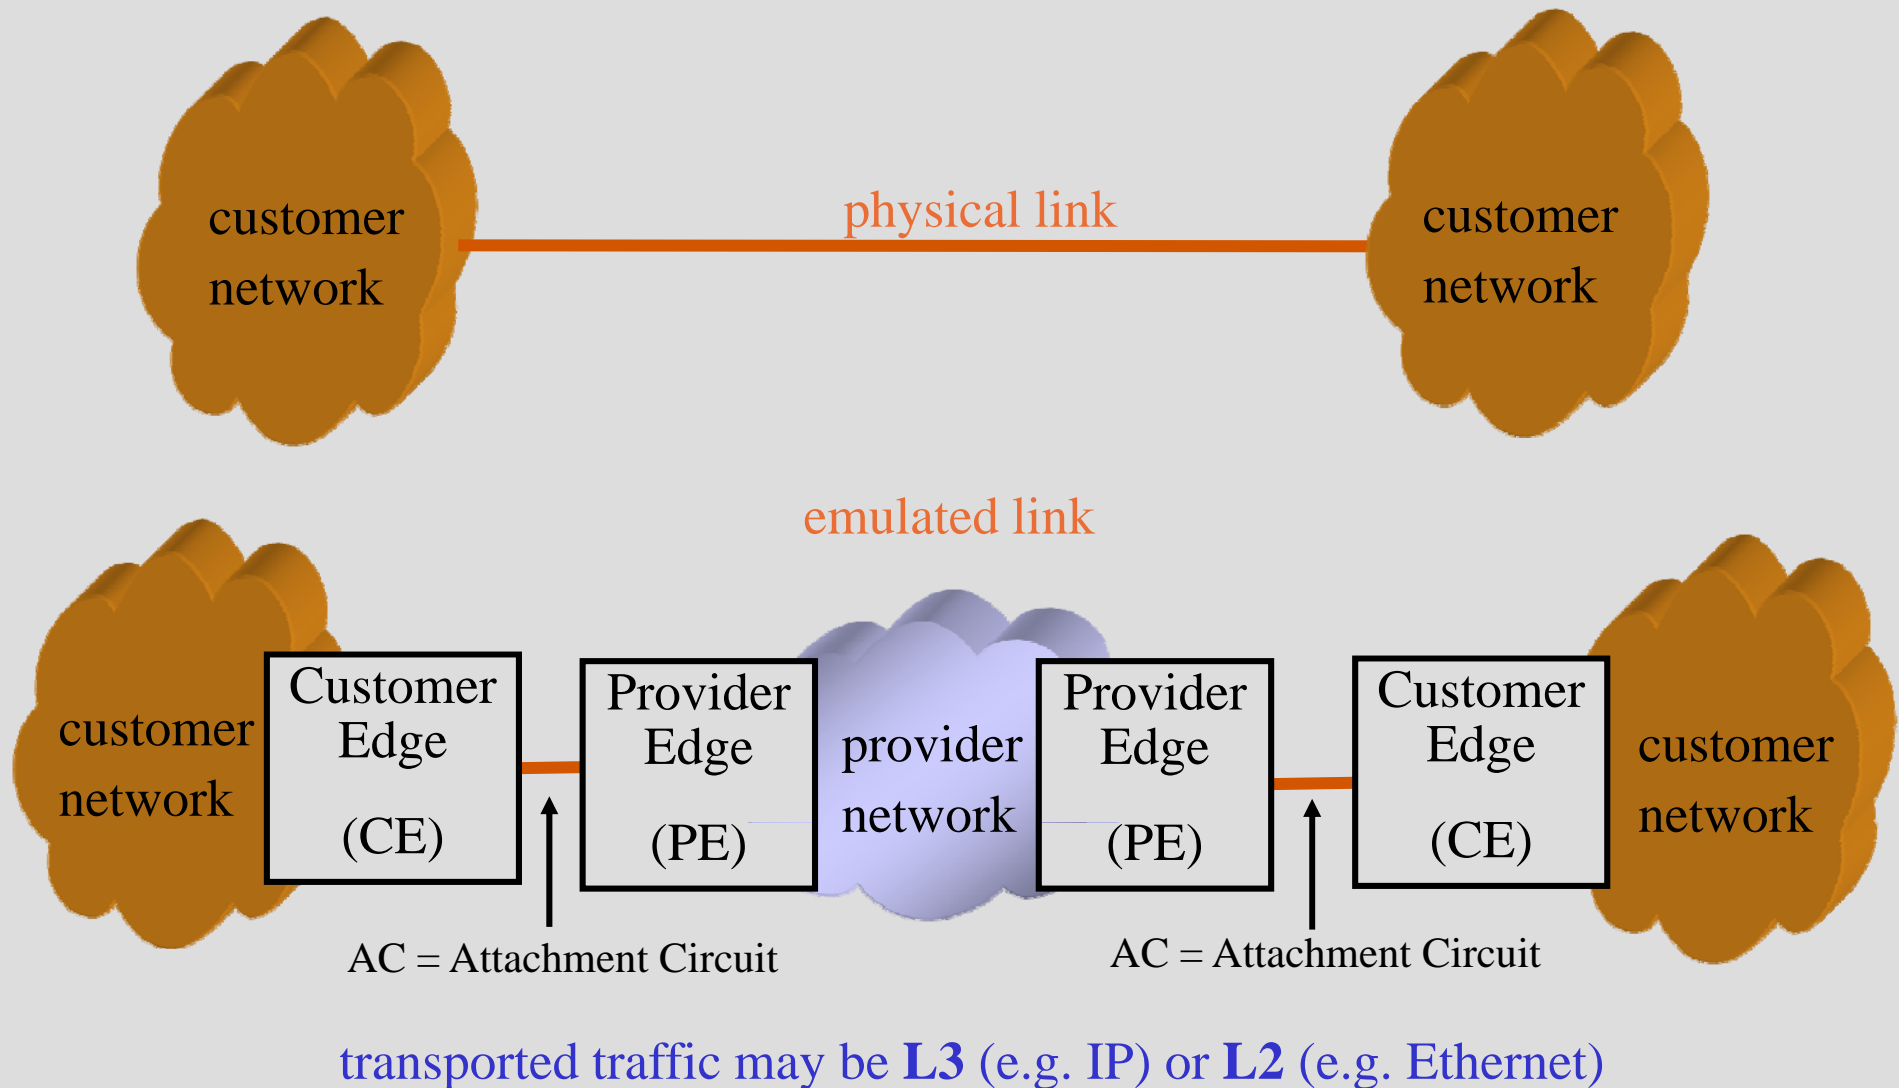 physical link
customer
network
customer
network
emulated link
customer
network
Customer
Edge
(CE)
Provider
Edge
(PE)
provider
network
Provider
Edge
(PE)
Customer
Edge
(CE)
customer
network
AC = Attachment Circuit
AC = Attachment Circuit
transported traffic may be L3 (e.g. IP) or L2 (e.g. Ethernet)